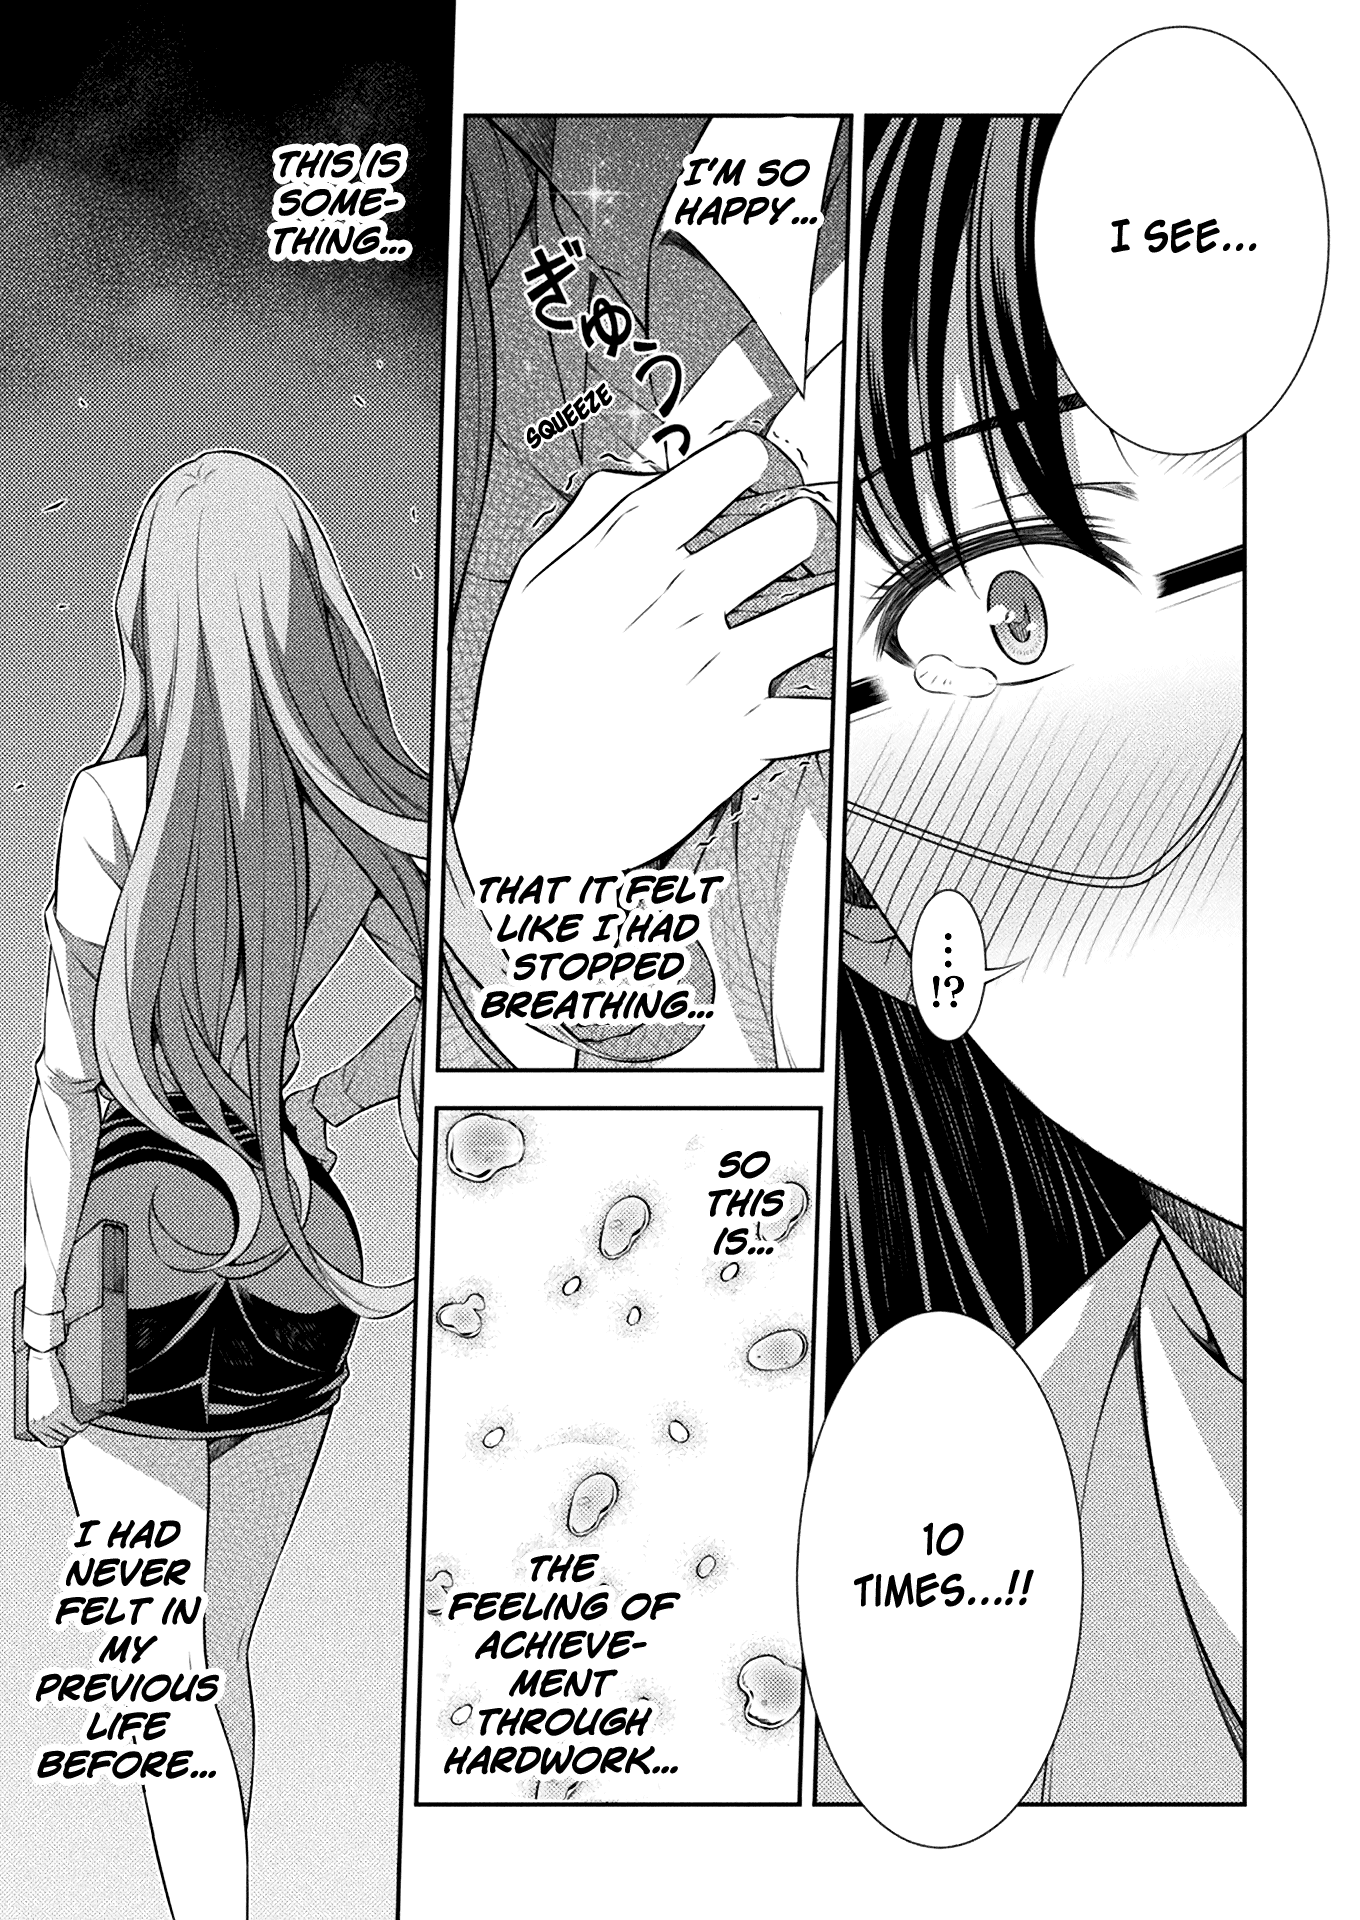 I SEE...
...
!?
10
TIMES...!!
I'M SO
HAPPY...
ぎゅうっ
SQUEEZE
THAT IT FELT
LIKE I HAD
STOPPED
BREATHING...
SO
THIS
IS...
THE
FEELING OF
ACHIEVE-
MENT
THROUGH
HARDWORK...
THIS IS
SOME-
THING...
I HAD
NEVER
FELT IN
MY
PREVIOUS
LIFE
BEFORE...